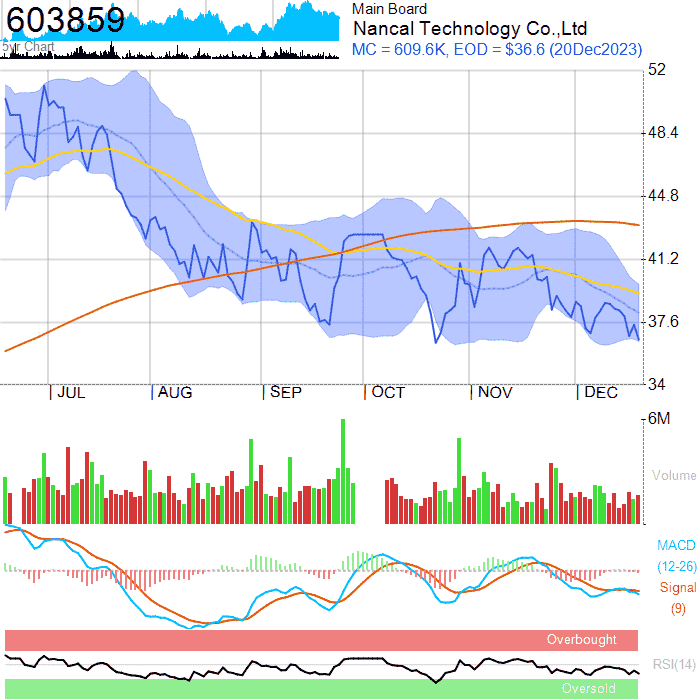 603859
5yr Chart
Main Board
Nancal Technology Co.,Ltd
MC = 609.6K, EOD = $36.6 (20Dec2023)
52
48.4
44.8
41.2
37.6
34
JUL AUG SEP OCT NOV DEC
6M
Volume
MACD
(12-26)
Signal
(9)
Overbought
RSI(14)
Oversold